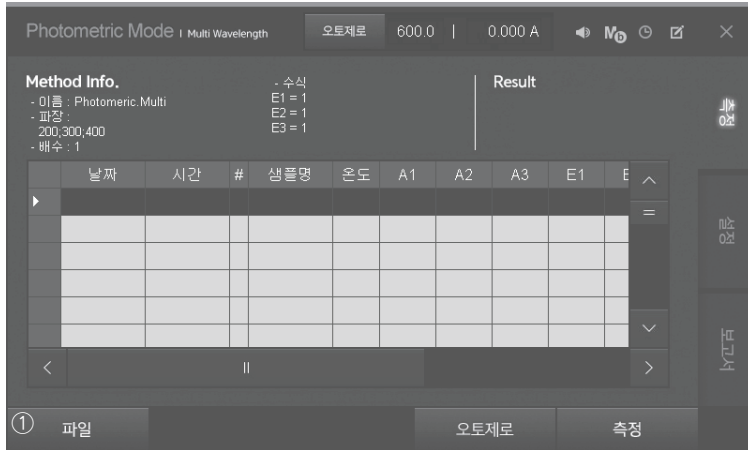 Photometric Mode | Multi Wavelength 오토제로 600.0 | 0.000 A
Method Info.
- 이름 : Photomeric.Multi
- 파장 :
200;300;400
- 배수 : 1
- 수식
E1 = 1
E2 = 1
E3 = 1
Result
측정
설정
보고서
날짜 시간 # 샘플명 온도 A1 A2 A3 E1
① 파일 오토제로 측정